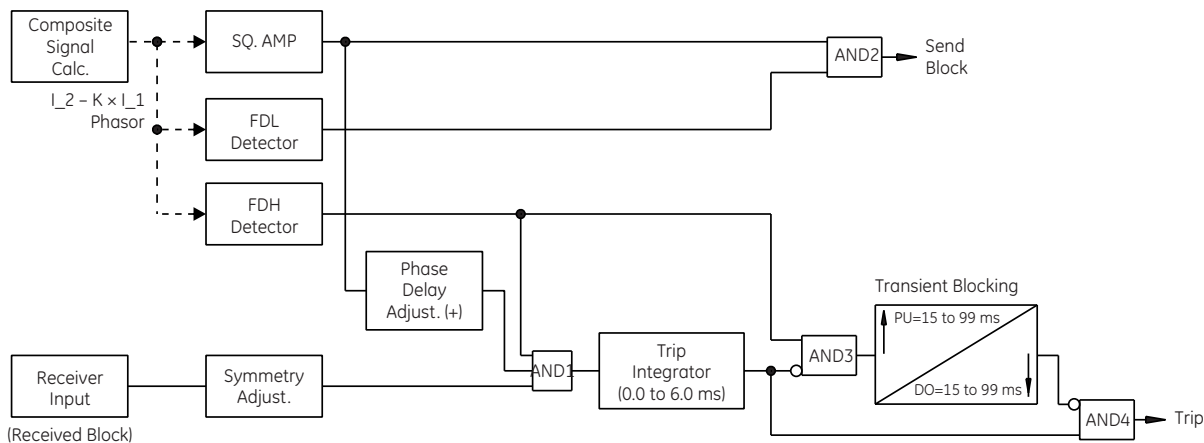 Composite
Signal
Calc.
SQ. AMP
AND2
Send
Block
I_2 – K × I_1
Phasor
FDL
Detector
FDH
Detector
Phase
Delay
Adjust. (+)
Transient Blocking
PU=15 to 99 ms
DO=15 to 99 ms
Receiver
Input
(Received Block)
Symmetry
Adjust.
AND1
Trip
Integrator
(0.0 to 6.0 ms)
AND3
AND4
Trip